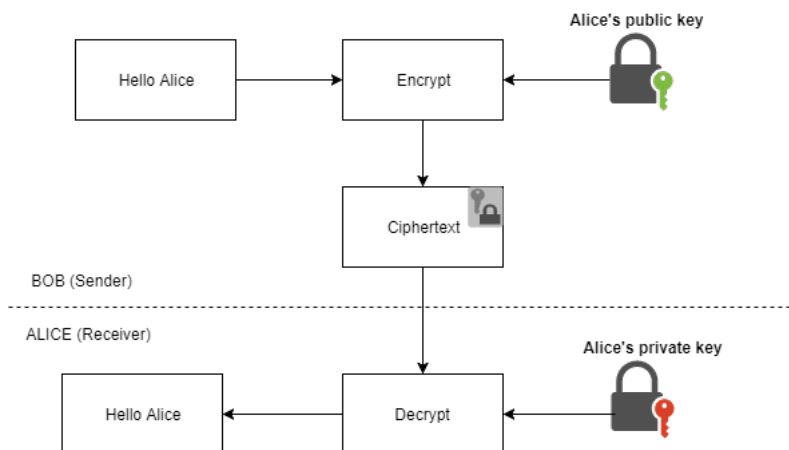 Alice's public key
Hello Alice
Encrypt
Ciphertext
BOB (Sender)
ALICE (Receiver)
Alice's private key
Hello Alice
Decrypt